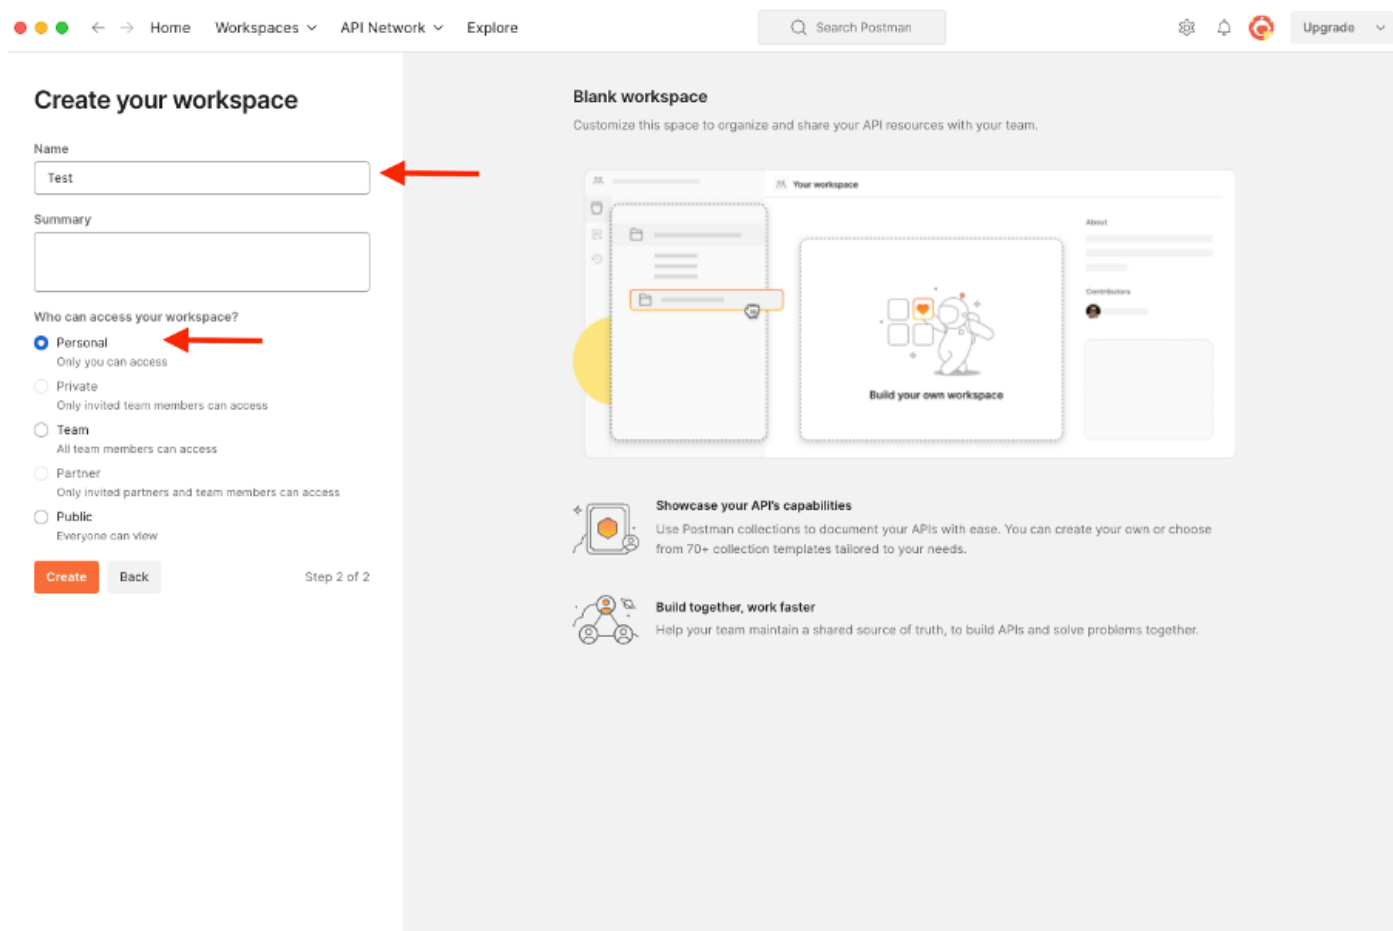 Home Workspaces API Network Explore Search Postman Upgrade
Create your workspace
Name
Test
Summary
Who can access your workspace?
Personal
Only you can access
Private
Only invited team members can access
Team
All team members can access
Partner
Only invited partners and team members can access
Public
Everyone can view
Create Back Step 2 of 2
Blank workspace
Customize this space to organize and share your API resources with your team.
Your workspace
About
Contributors
Build your own workspace
Showcase your API's capabilities
Use Postman collections to document your APIs with ease. You can create your own or choose
from 70+ collection templates tailored to your needs.
Build together, work faster
Help your team maintain a shared source of truth, to build APIs and solve problems together.